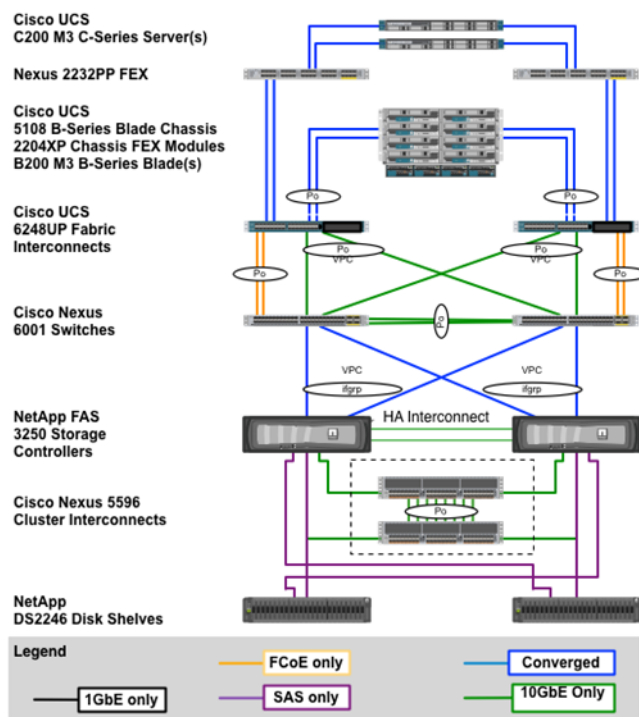 Cisco UCS
C200 M3 C-Series Server(s)
Nexus 2232PP FEX
Cisco UCS
5108 B-Series Blade Chassis
2204XP Chassis FEX Modules
B200 M3 B-Series Blade(s)
Po
Po
Cisco UCS
6248UP Fabric
Interconnects
Po
VPC
Po
VPC
Po
Po
Cisco Nexus
6001 Switches
Po
VPC
VPC
ifgrp
ifgrp
NetApp FAS
3250 Storage
Controllers
HA Interconnect
Cisco Nexus 5596
Cluster Interconnects
Po
NetApp
DS2246 Disk Shelves
Legend
FCoE only
Converged
1GbE only
SAS only
10GbE Only